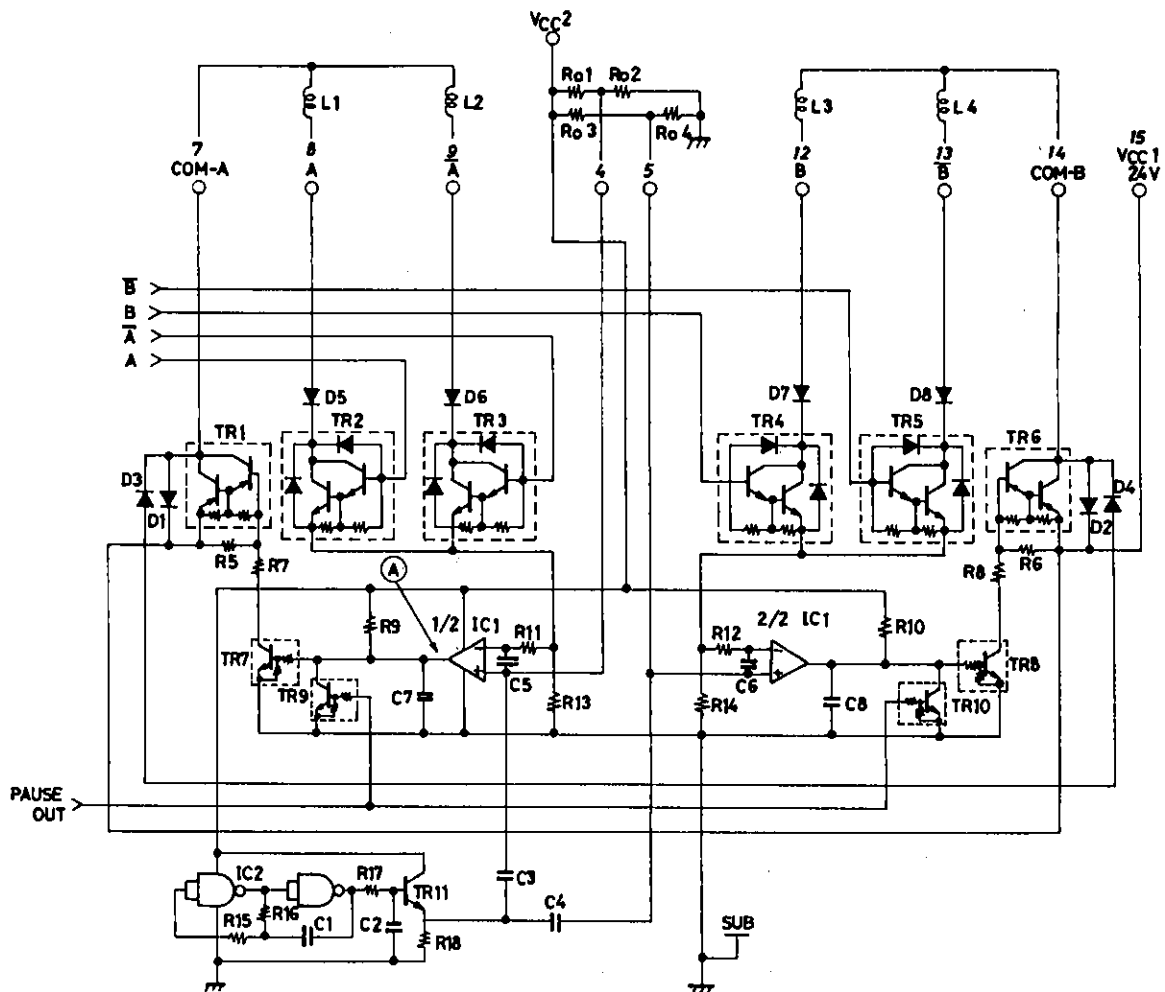 VCC2
Ro1 Ro2
L1 L2 Ro3 Ro4 L3 L4
7 8 9 4 5 12 13 14 15
COM-A A A̅ B B̅ COM-B VCC1
24V
B̅
B
A̅
A
D5 D6 D7 D8
TR1 TR2 TR3 TR4 TR5 TR6
D3 D1 D2 D4
R5 R7 R8 R6
A
R9 1/2 IC1 R11 R12 2/2 IC1 R10
TR7 C5 C6 TR8
TR9 C7 R13 R14 C8 TR10
PAUSE
OUT
IC2 R17 TR11 C3 C4
R16
R15 C1 C2 R18 SUB